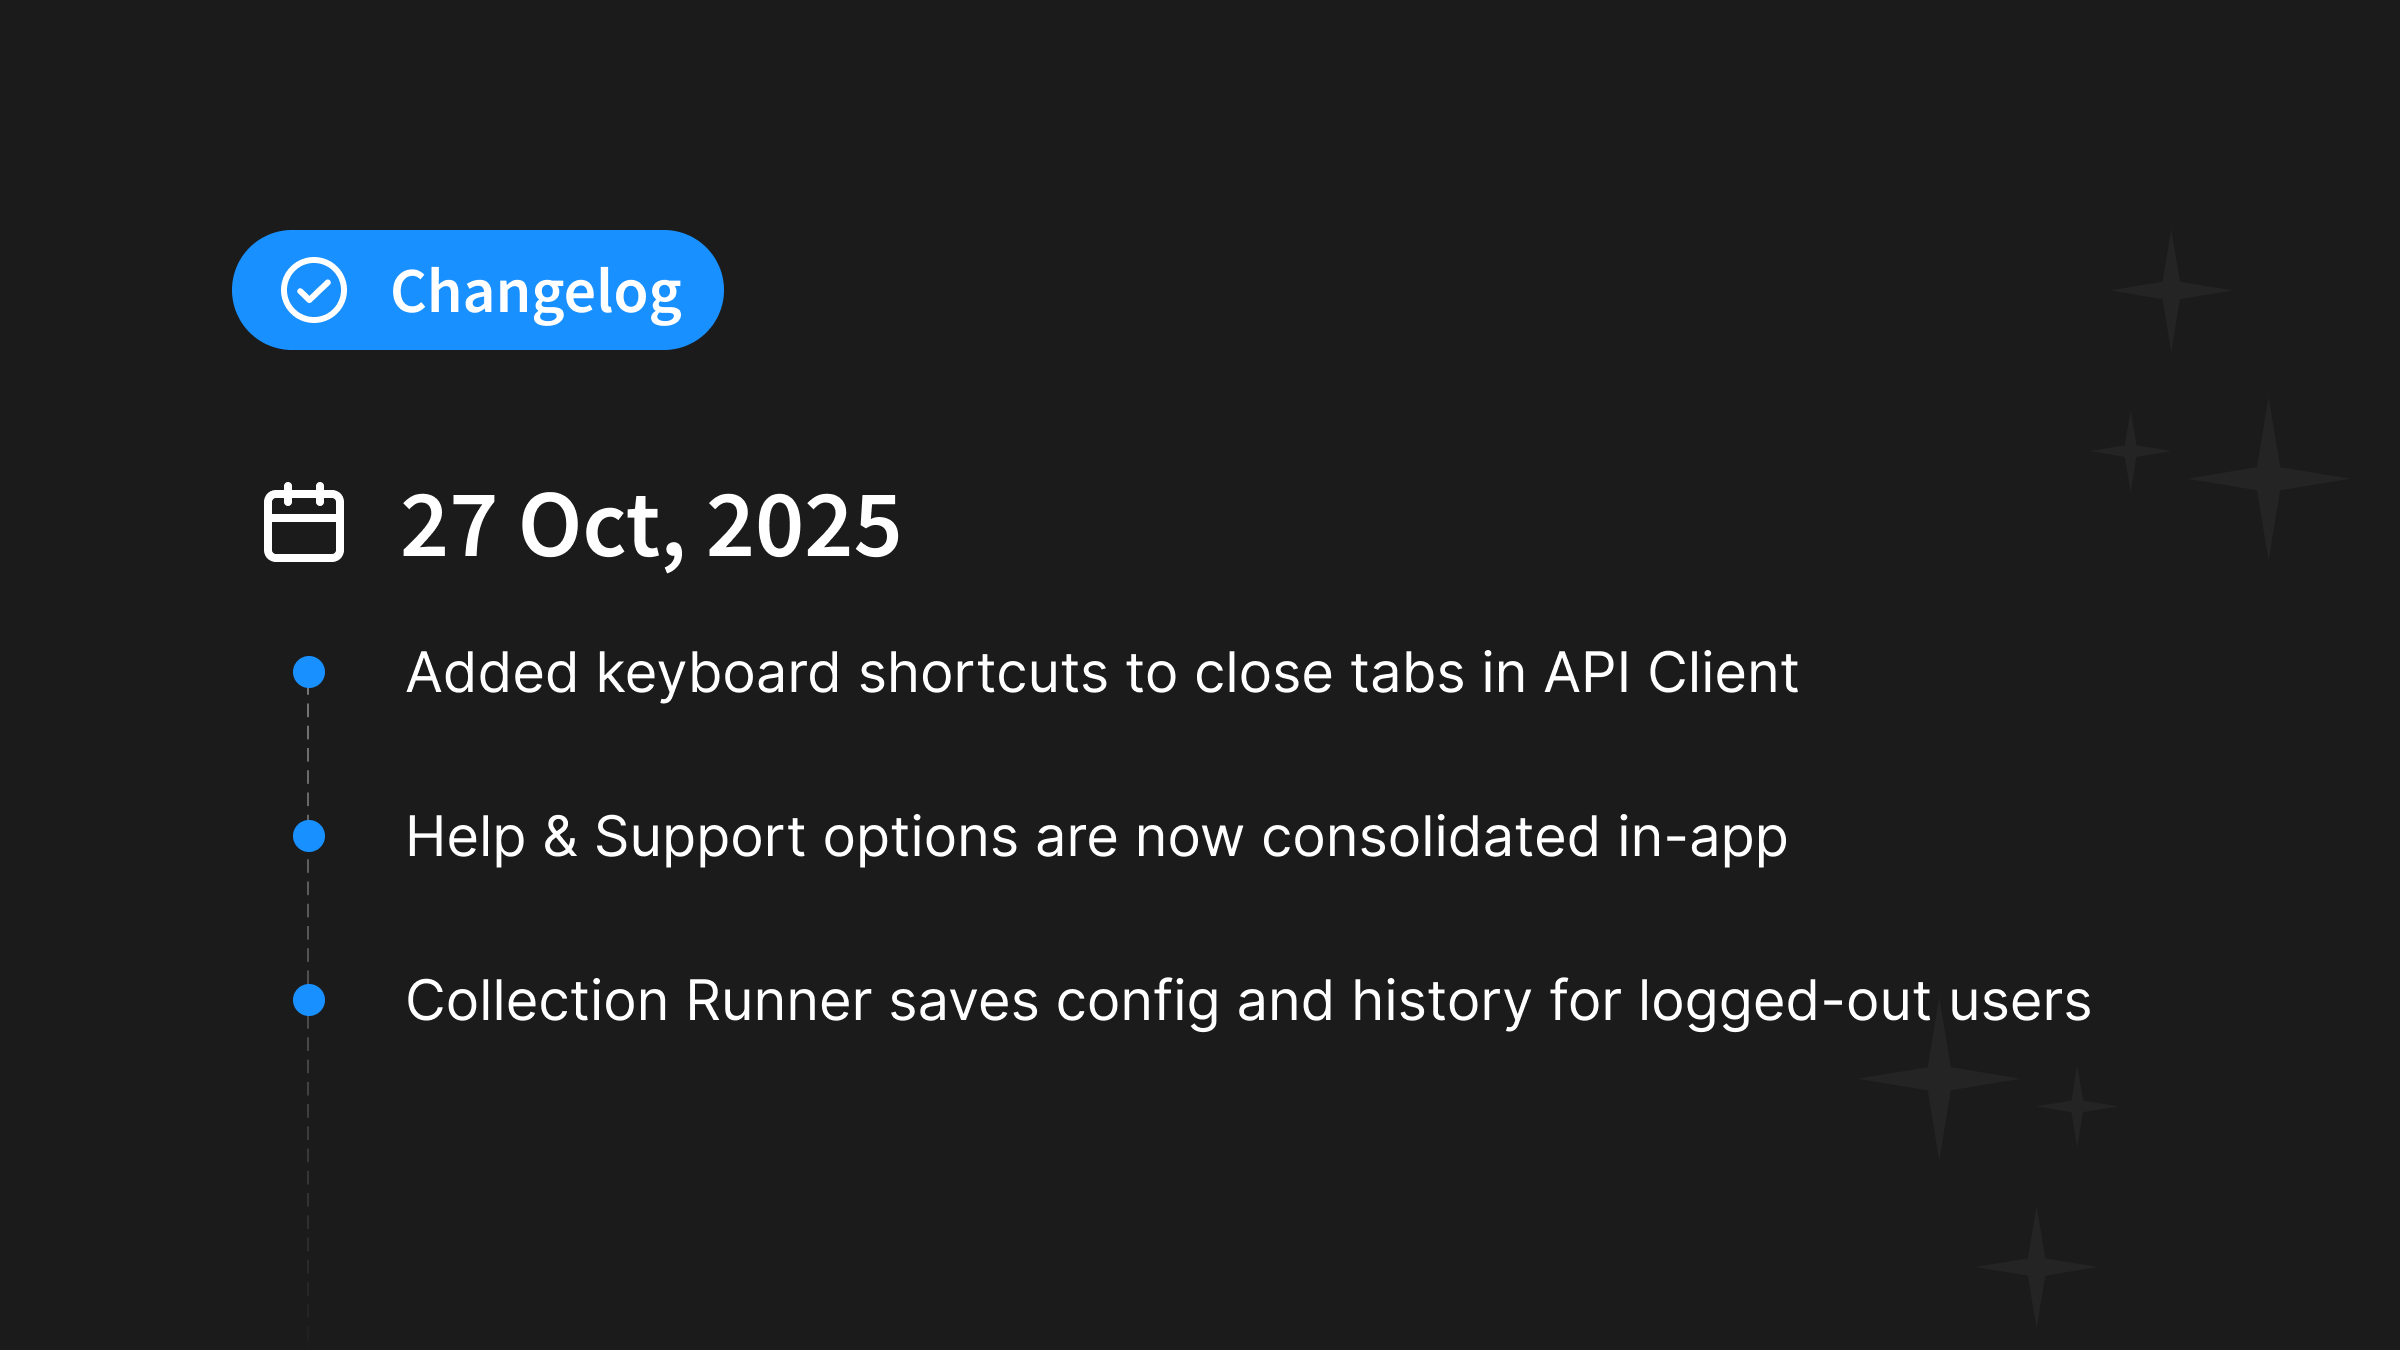 Changelog
27 Oct, 2025
Added keyboard shortcuts to close tabs in API Client
Help & Support options are now consolidated in-app
Collection Runner saves config and history for logged-out users